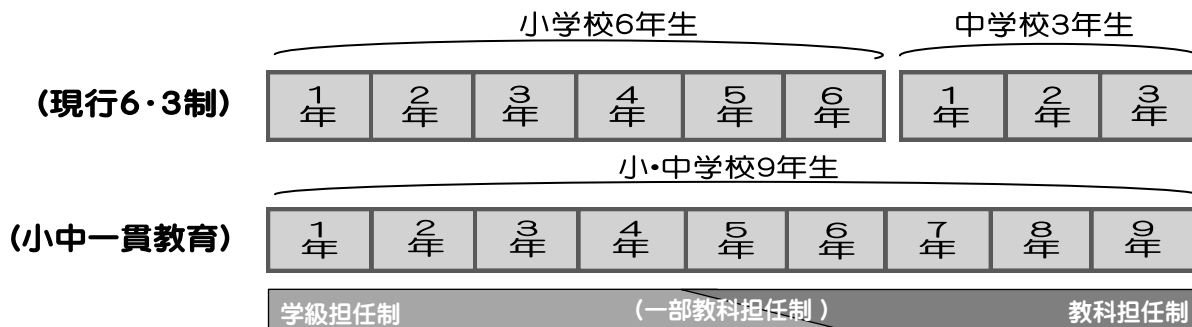 小学校6年生 中学校3年生
(現行6・3制) 1年 2年 3年 4年 5年 6年 1年 2年 3年
小・中学校9年生
(小中一貫教育) 1年 2年 3年 4年 5年 6年 7年 8年 9年
学級担任制 (一部教科担任制) 教科担任制